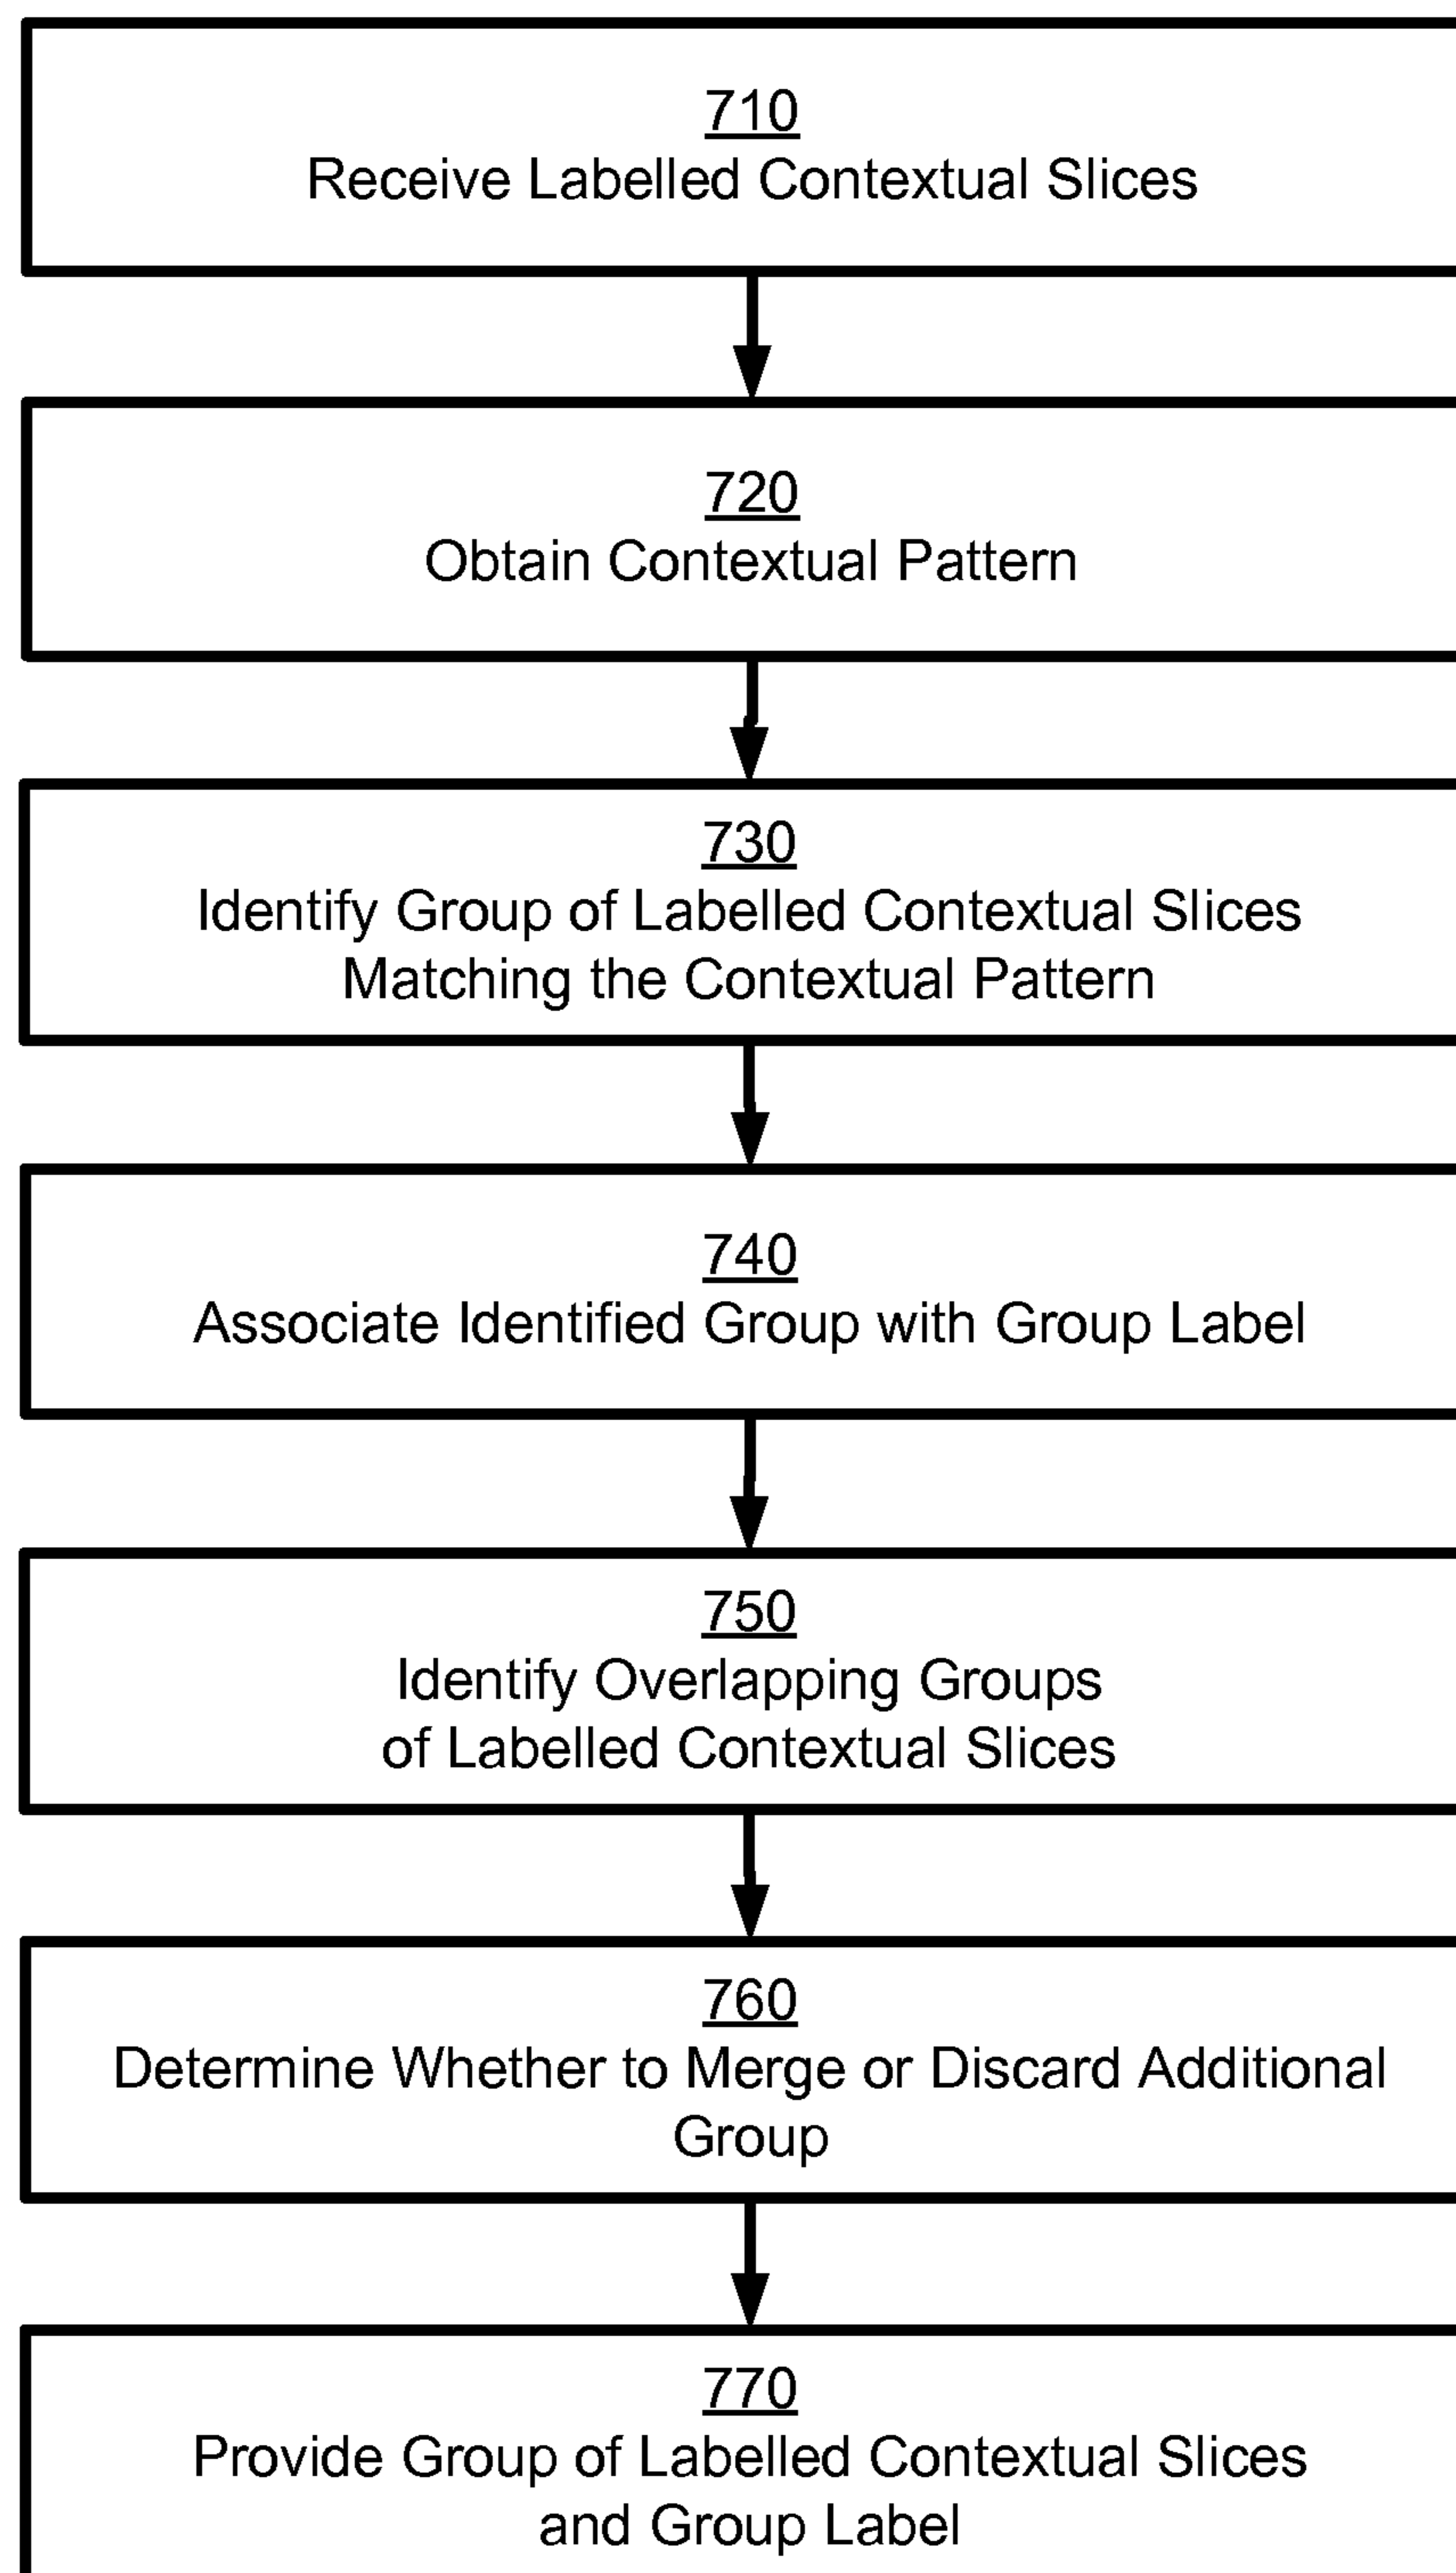 710
Receive Labelled Contextual Slices
720
Obtain Contextual Pattern
730
Identify Group of Labelled Contextual Slices
Matching the Contextual Pattern
740
Associate Identified Group with Group Label
750
Identify Overlapping Groups
of Labelled Contextual Slices
760
Determine Whether to Merge or Discard Additional
Group
770
Provide Group of Labelled Contextual Slices
and Group Label